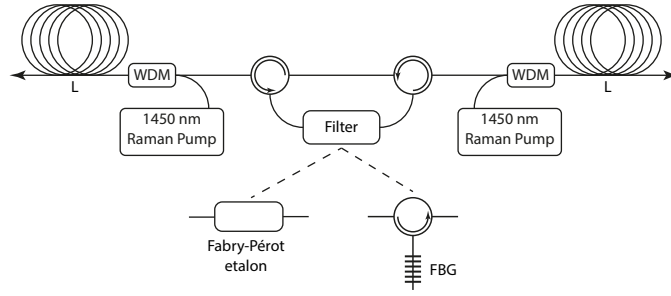 L
WDM
WDM
L
1450 nm
Raman Pump
Filter
1450 nm
Raman Pump
Fabry-Pérot
etalon
FBG